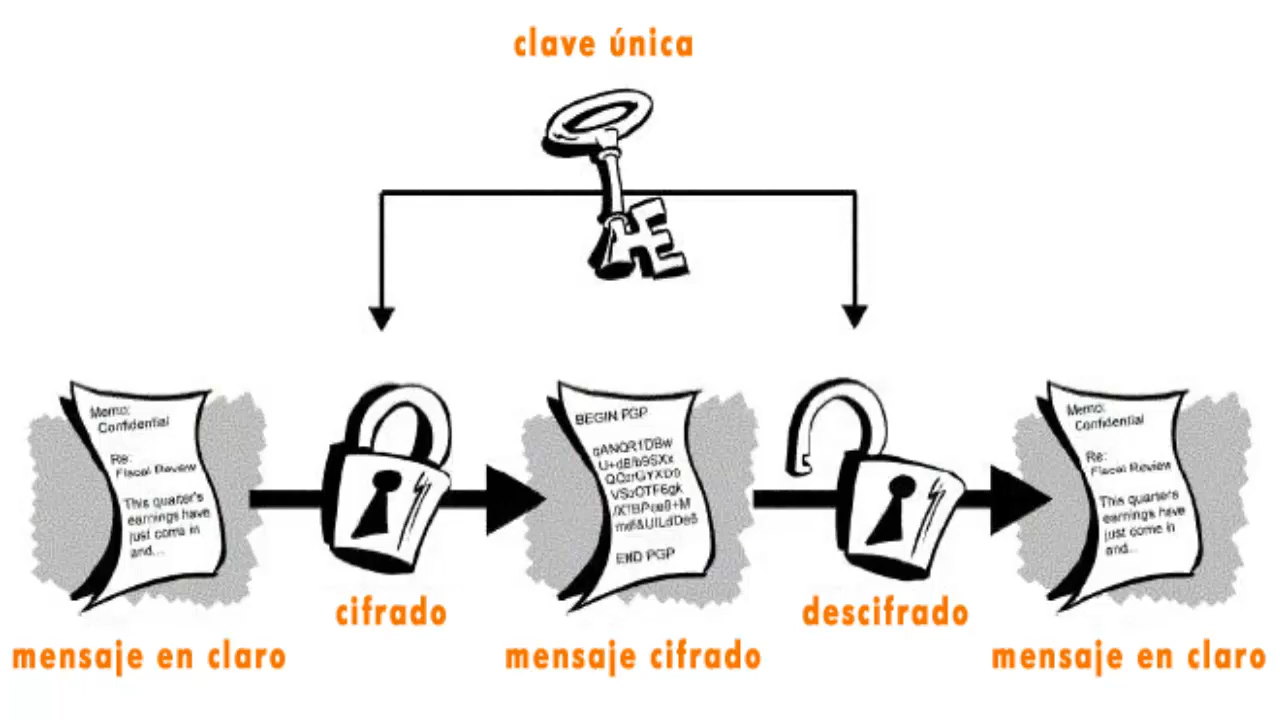 clave única
Memo:
Confidential
Re:
Fiscal Review
This quarter's
earnings have
just come in
and...
BEGIN PGP
END PGP
Memo:
Confidential
Re:
Fiscal Review
This quarter's
earnings have
just come in
and...
cifrado
descifrado
mensaje en claro
mensaje cifrado
mensaje en claro